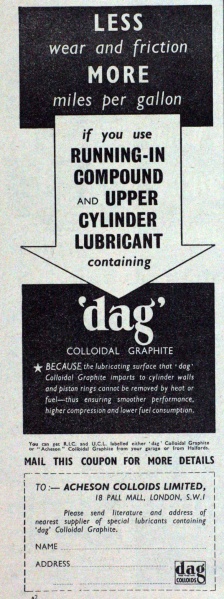 LESS
wear and friction
MORE
miles per gallon
if you use
RUNNING-IN
COMPOUND
AND UPPER
CYLINDER
LUBRICANT
containing
'dag'
COLLOIDAL GRAPHITE
★ BECAUSE the lubricating surface that 'dag'
Colloidal Graphite imparts to cylinder walls
and piston rings cannot be removed by heat or
fuel—thus ensuring smoother performance,
higher compression and lower fuel consumption.
You can get R.I.C. and U.C.L. labelled either 'dag' Colloidal Graphite
or "Acheson" Colloidal Graphite from your garage or from Halfords.
MAIL THIS COUPON FOR MORE DETAILS
TO :— ACHESON COLLOIDS LIMITED,
18 PALL MALL, LONDON, S.W.1
Please send literature and address of
nearest supplier of special lubricants containing
'dag' Colloidal Graphite.
NAME
ADDRESS
dag
COLLOIDS